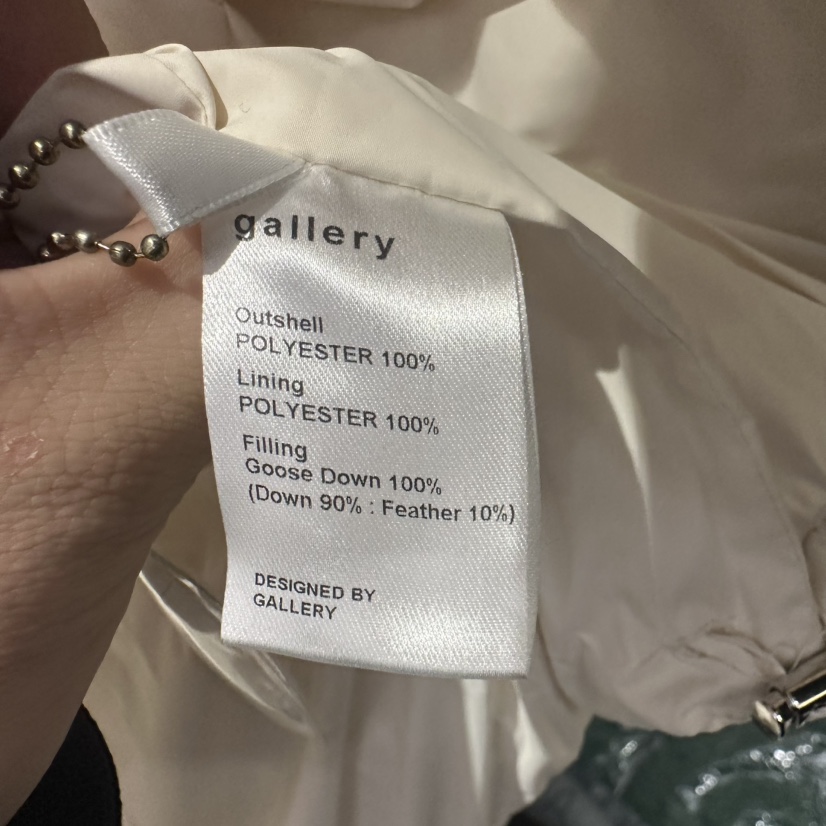 gallery
Outshell
POLYESTER 100%
Lining
POLYESTER 100%
Filling
Goose Down 100%
(Down 90% : Feather 10%)
DESIGNED BY
GALLERY